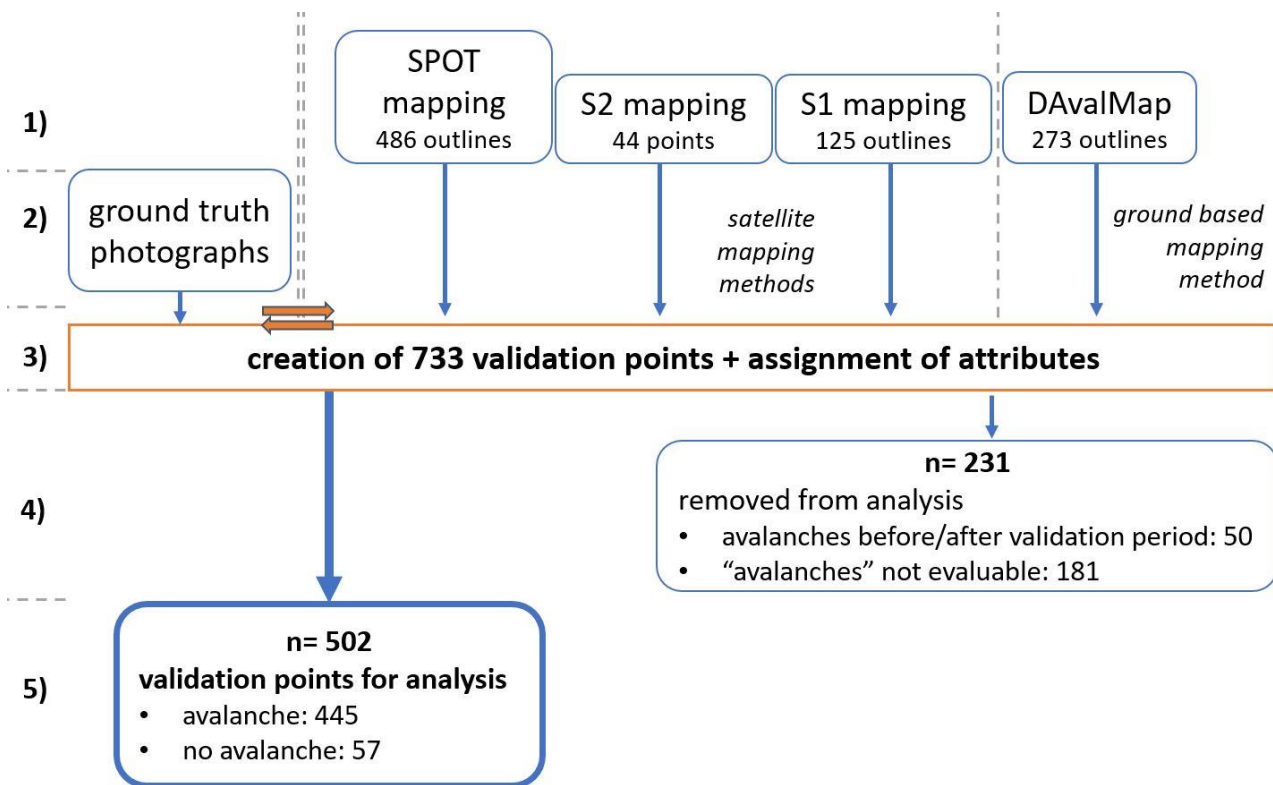 1)
SPOT
mapping
486 outlines
S2 mapping
44 points
S1 mapping
125 outlines
DAvalMap
273 outlines
2)
ground truth
photographs
satellite
mapping
methods
ground based
mapping
method
3)
creation of 733 validation points + assignment of attributes
4)
n= 231
removed from analysis
• avalanches before/after validation period: 50
• “avalanches” not evaluable: 181
5)
n= 502
validation points for analysis
• avalanche: 445
• no avalanche: 57